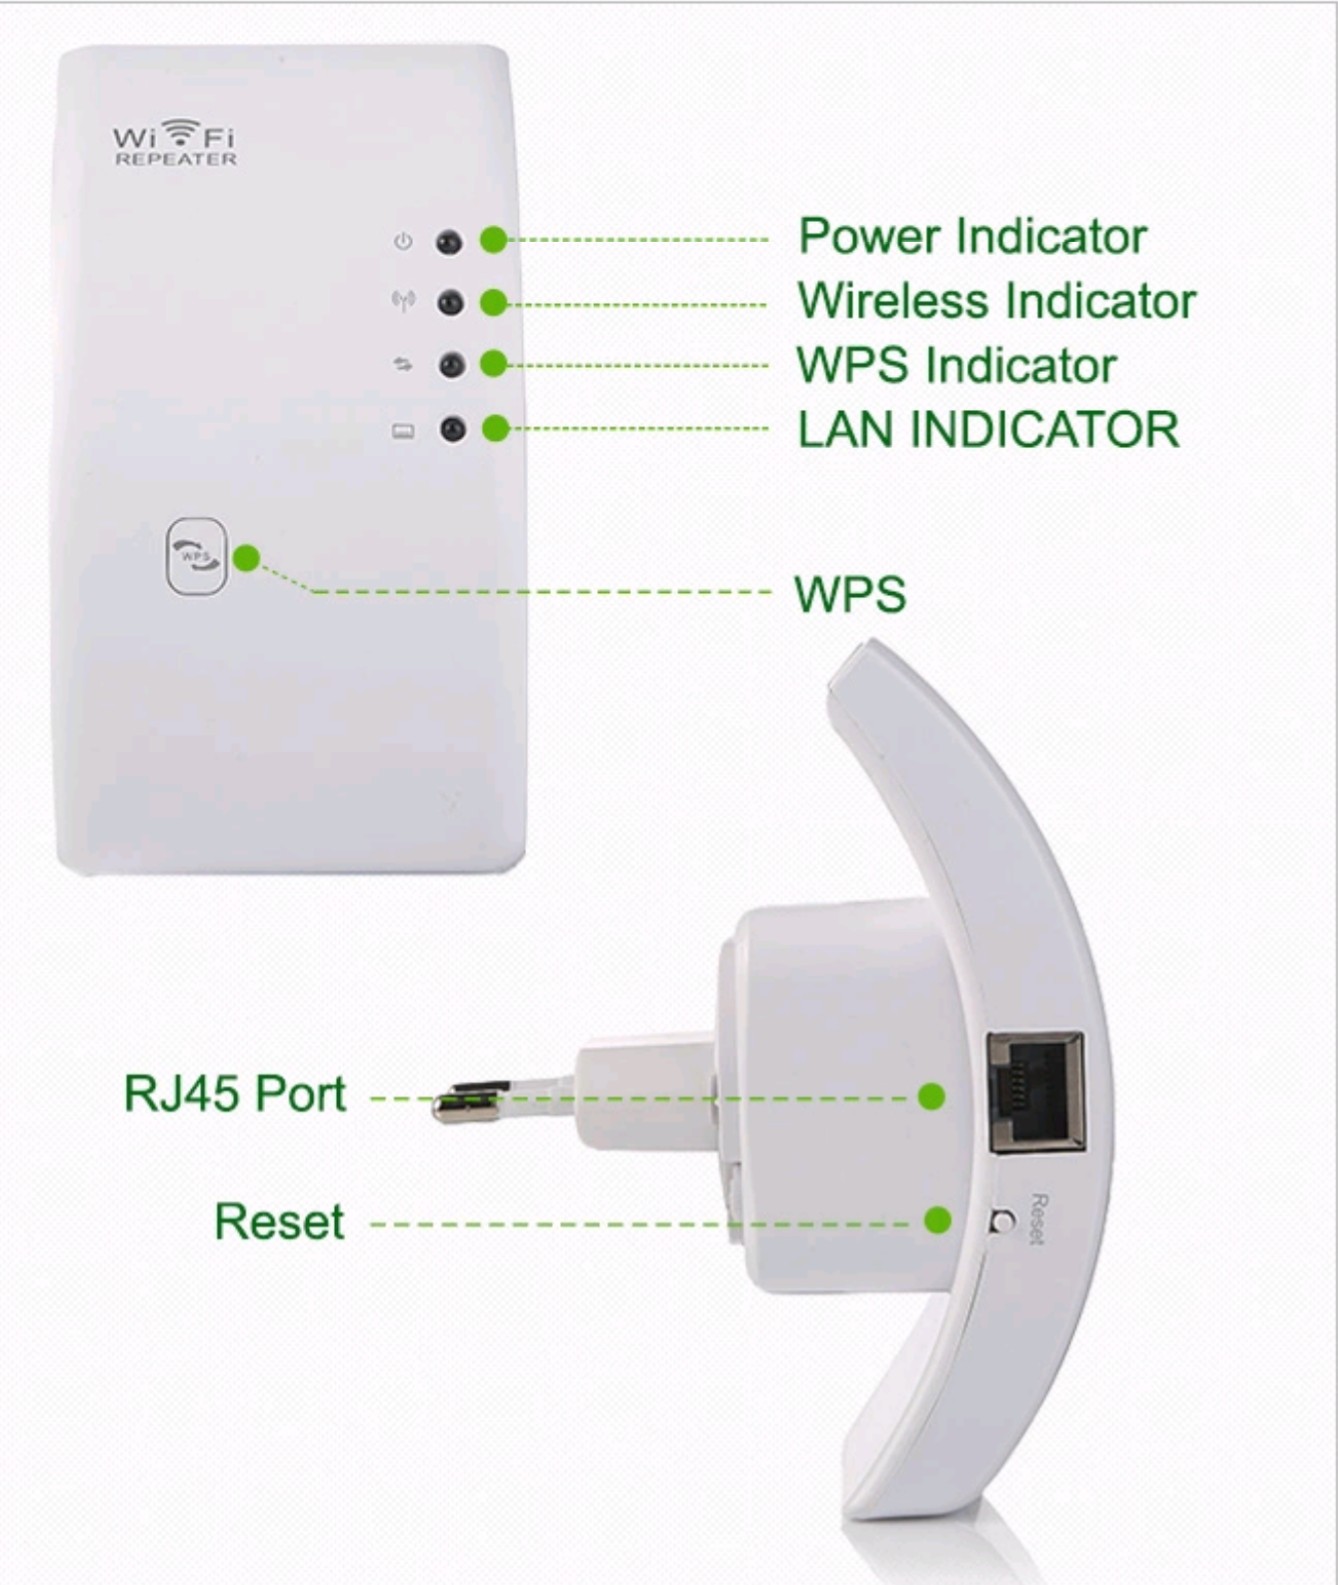 Wi Fi
REPEATER
Power Indicator
Wireless Indicator
WPS Indicator
LAN INDICATOR
WPS
WPS
RJ45 Port
Reset
Reset